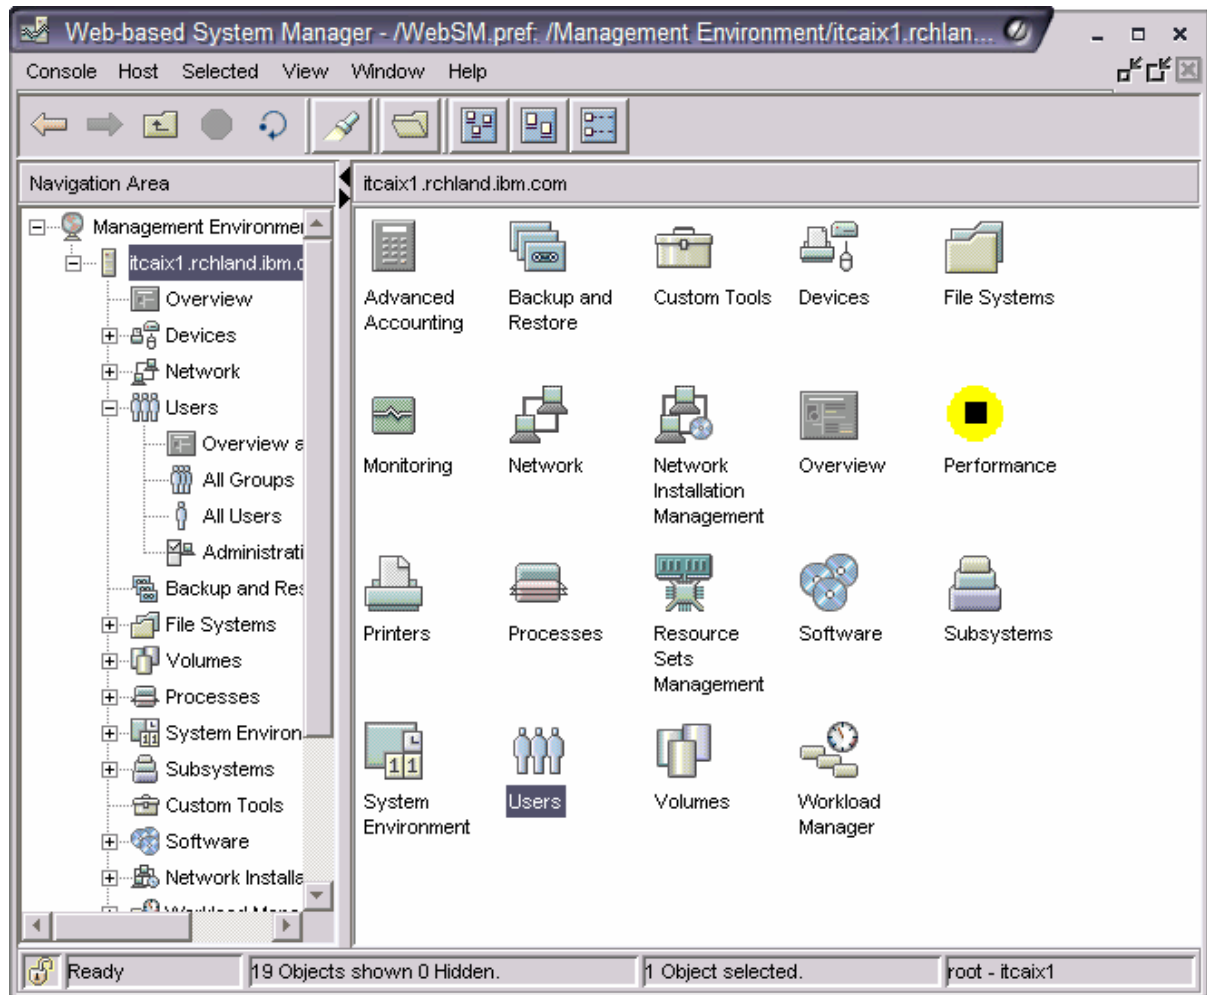 Web-based System Manager - /WebSM.pref: /Management Environment/itcaix1.rchlan...
Console Host Selected View Window Help
Navigation Area
Management Environme
itcaix1.rchland.ibm.c
Overview
Devices
Network
Users
Overview a
All Groups
All Users
Administrati
Backup and Res
File Systems
Volumes
Processes
System Environ
Subsystems
Custom Tools
Software
Network Installa
itcaix1.rchland.ibm.com
Advanced
Accounting
Backup and
Restore
Custom Tools
Devices
File Systems
Monitoring
Network
Network
Installation
Management
Overview
Performance
Printers
Processes
Resource
Sets
Management
Software
Subsystems
System
Environment
Users
Volumes
Workload
Manager
Ready
19 Objects shown 0 Hidden.
1 Object selected.
root - itcaix1